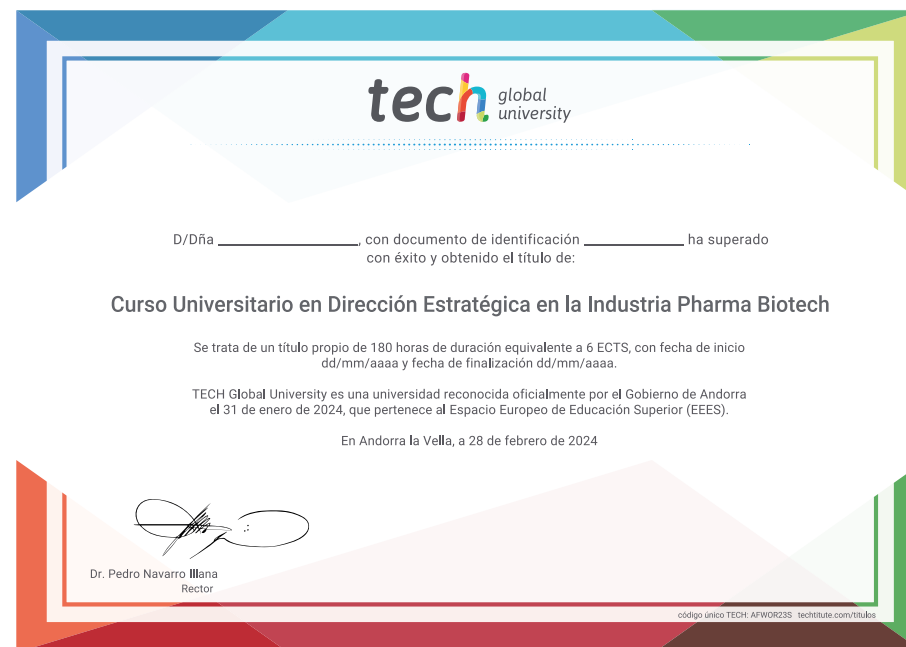 tech global university
D/Dña ____________________, con documento de identificación ______________ ha superado
con éxito y obtenido el título de:
Curso Universitario en Dirección Estratégica en la Industria Pharma Biotech
Se trata de un título propio de 180 horas de duración equivalente a 6 ECTS, con fecha de inicio
dd/mm/aaaa y fecha de finalización dd/mm/aaaa.
TECH Global University es una universidad reconocida oficialmente por el Gobierno de Andorra
el 31 de enero de 2024, que pertenece al Espacio Europeo de Educación Superior (EEES).
En Andorra la Vella, a 28 de febrero de 2024
Dr. Pedro Navarro Illana
Rector
código único TECH: AFWOR23S techtitute.com/titulos